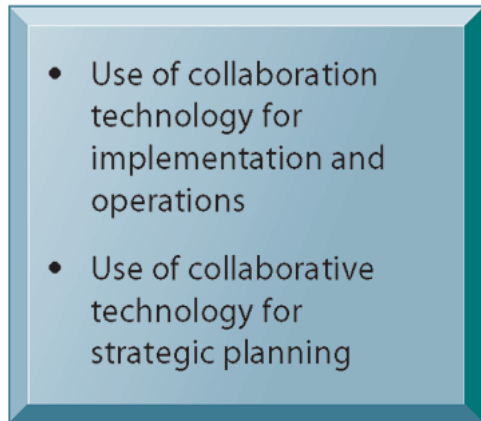 • Use of collaboration
technology for
implementation and
operations
• Use of collaborative
technology for
strategic planning